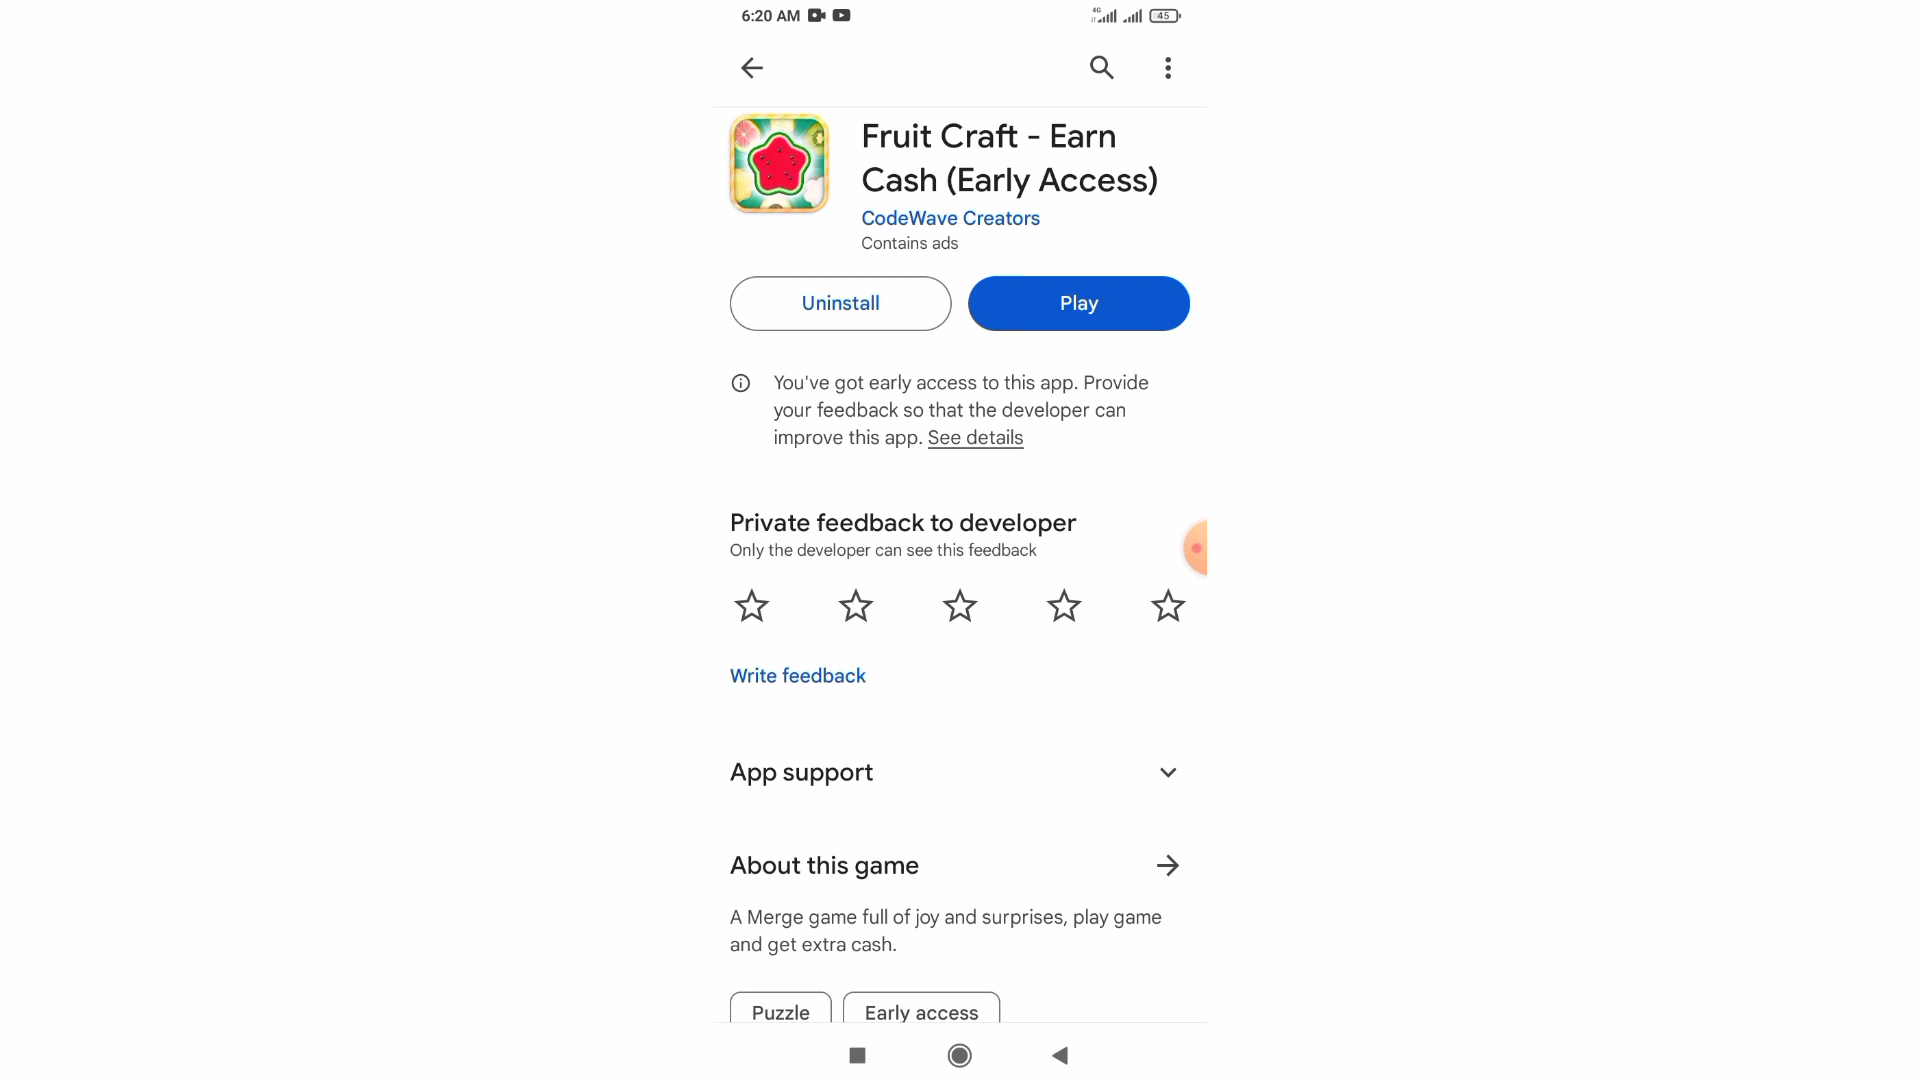 6:20 AM
4G
45
Fruit Craft - Earn
Cash (Early Access)
CodeWave Creators
Contains ads
Uninstall
Play
You've got early access to this app. Provide
your feedback so that the developer can
improve this app. See details
Private feedback to developer
Only the developer can see this feedback
Write feedback
App support
About this game
A Merge game full of joy and surprises, play game
and get extra cash.
Puzzle
Early access